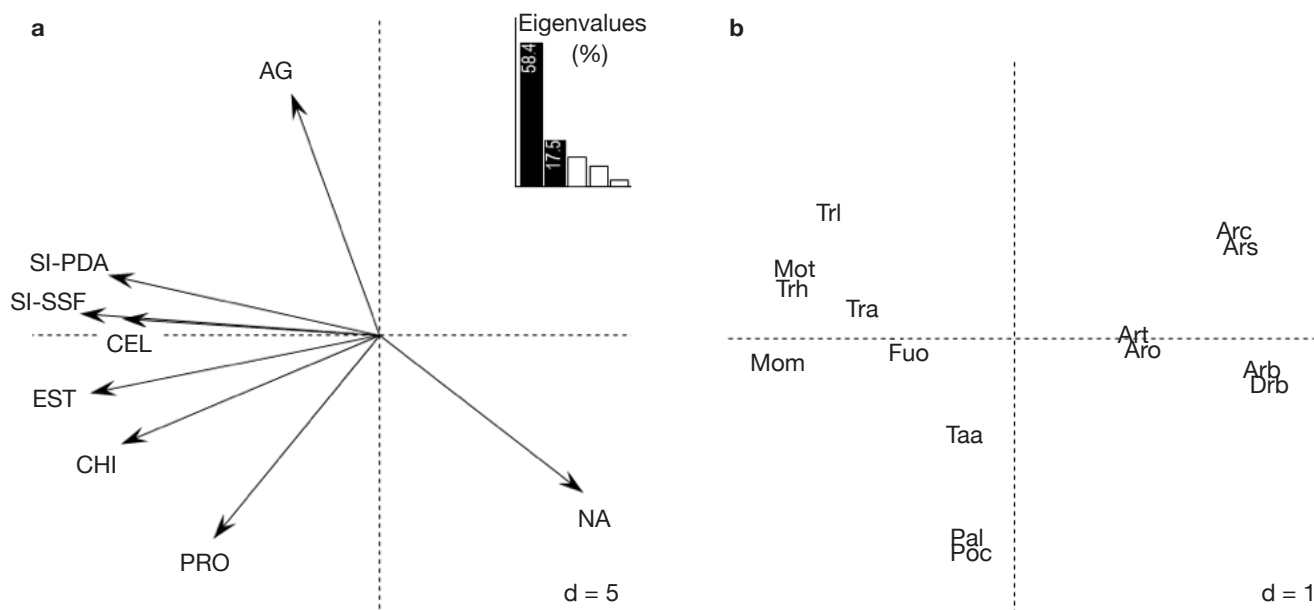 a
Eigenvalues
(%)
58.4
17.5
AG
SI-PDA
SI-SSF
CEL
EST
CHI
PRO
NA
d = 5
b
Trl
Arc
Ars
Mot
Trh
Tra
Art
Aro
Fuo
Mom
Arb
Drb
Taa
Pal
Poc
d = 1